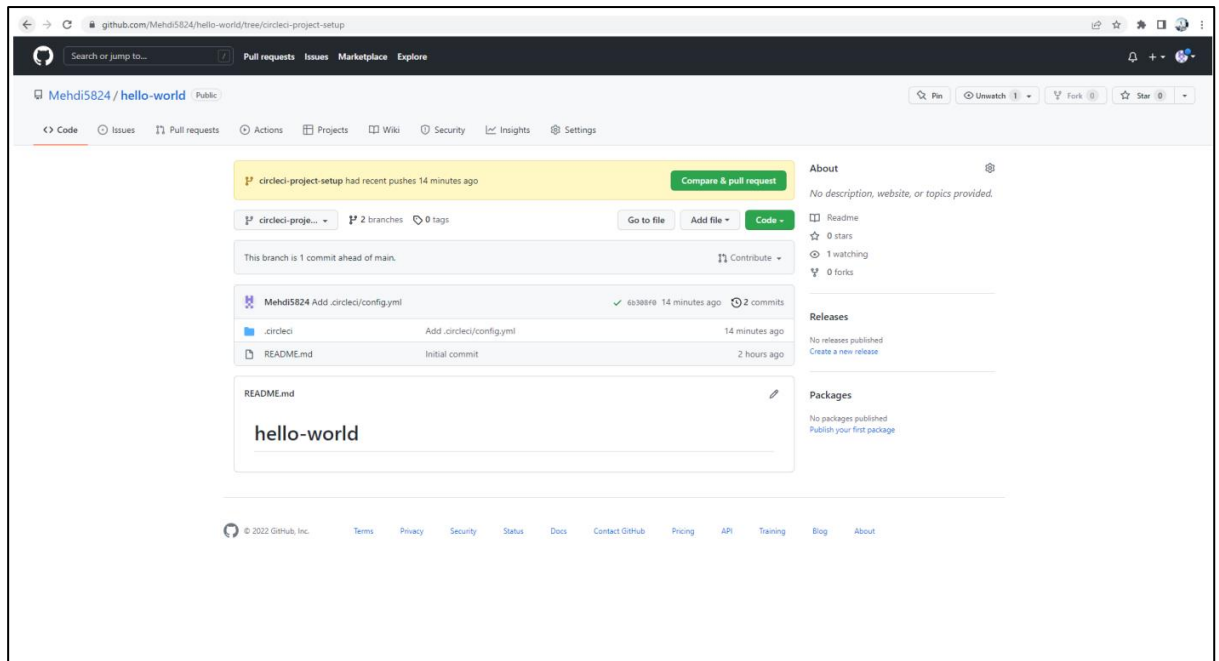 github.com/Mehdi5824/hello-world/tree/circleci-project-setup
Search or jump to... / Pull requests Issues Marketplace Explore
Mehdi5824 / hello-world Public
Pin Unwatch 1 Fork 0 Star 0
Code Issues Pull requests Actions Projects Wiki Security Insights Settings
circleci-project-setup had recent pushes 14 minutes ago Compare & pull request
circleci-proje... 2 branches 0 tags Go to file Add file Code
This branch is 1 commit ahead of main. Contribute
Mehdi5824 Add .circleci/config.yml 6b308f0 14 minutes ago 2 commits
.circleci Add .circleci/config.yml 14 minutes ago
README.md Initial commit 2 hours ago
README.md
hello-world
About
No description, website, or topics provided.
Readme
0 stars
1 watching
0 forks
Releases
No releases published
Create a new release
Packages
No packages published
Publish your first package
© 2022 GitHub, Inc. Terms Privacy Security Status Docs Contact GitHub Pricing API Training Blog About